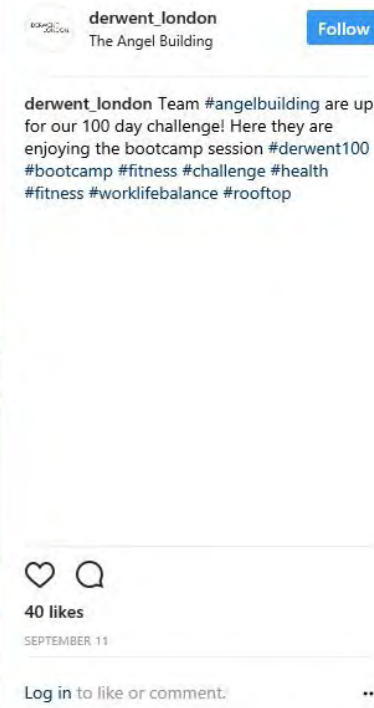 derwent_london
The Angel Building
Follow
DERWENT
LONDON
derwent_london Team #angelbuilding are up
for our 100 day challenge! Here they are
enjoying the bootcamp session #derwent100
#bootcamp #fitness #challenge #health
#fitness #worklifebalance #rooftop
40 likes
SEPTEMBER 11
Log in to like or comment.